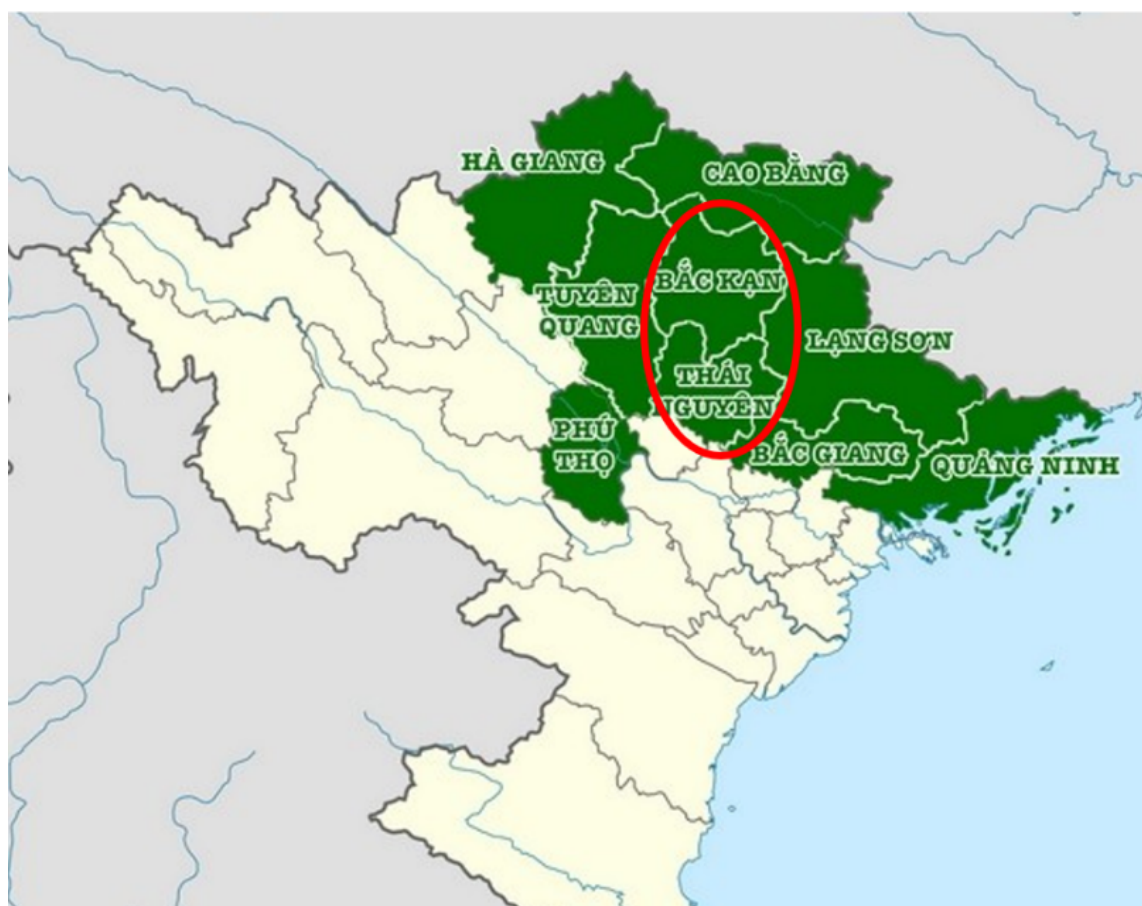 HÀ GIANG
CAO BẰNG
BẮC KẠN
TUYÊN
QUANG
LẠNG SƠN
THÁI
NGUYÊN
PHÚ
THỌ
BẮC GIANG
QUẢNG NINH